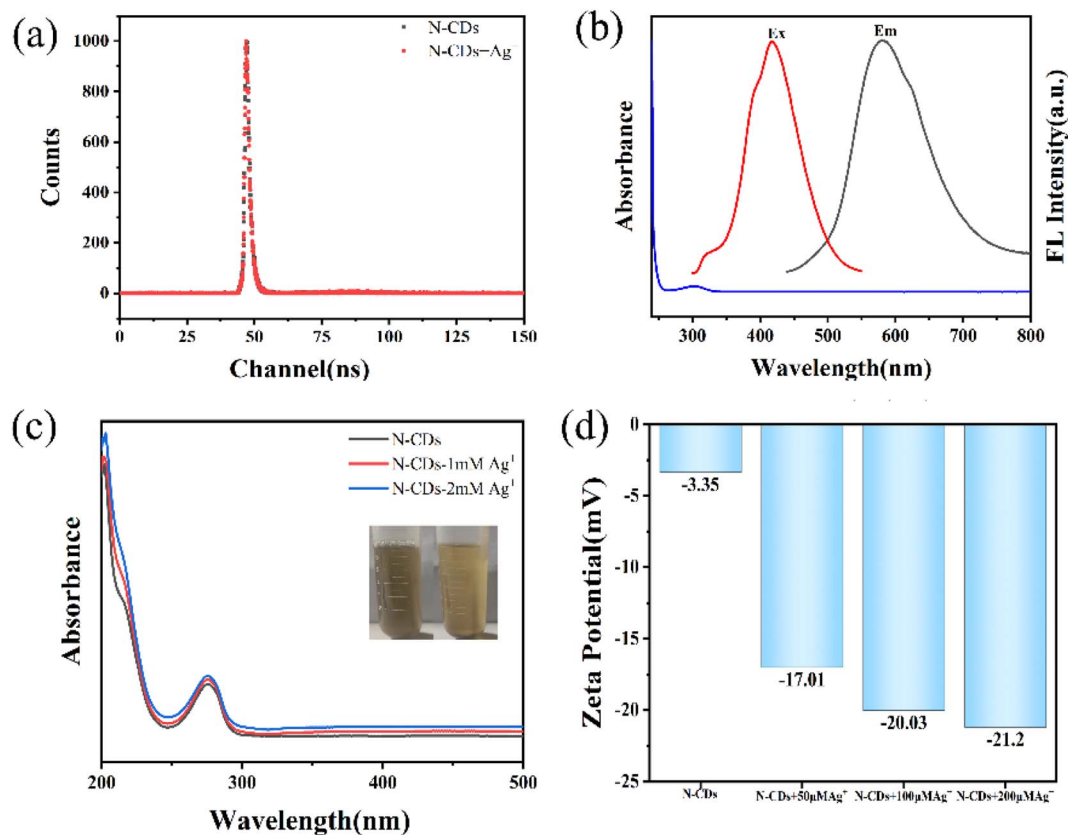 (a)
N-CDs
N-CDs-Ag⁺
Counts
1000
800
600
400
200
0
0 25 50 75 100 125 150
Channel(ns)
(b)
Ex Em
Absorbance
FL Intensity(a.u.)
300 400 500 600 700 800
Wavelength(nm)
(c)
N-CDs
N-CDs-1mM Ag⁺
N-CDs-2mM Ag⁺
Absorbance
200 300 400 500
Wavelength(nm)
(d)
Zeta Potential(mV)
0
-5
-10
-15
-20
-25
-3.35
-17.01
-20.03
-21.2
N-CDs N-CDs+50μMAg⁺ N-CDs+100μMAg⁺ N-CDs+200μMAg⁺